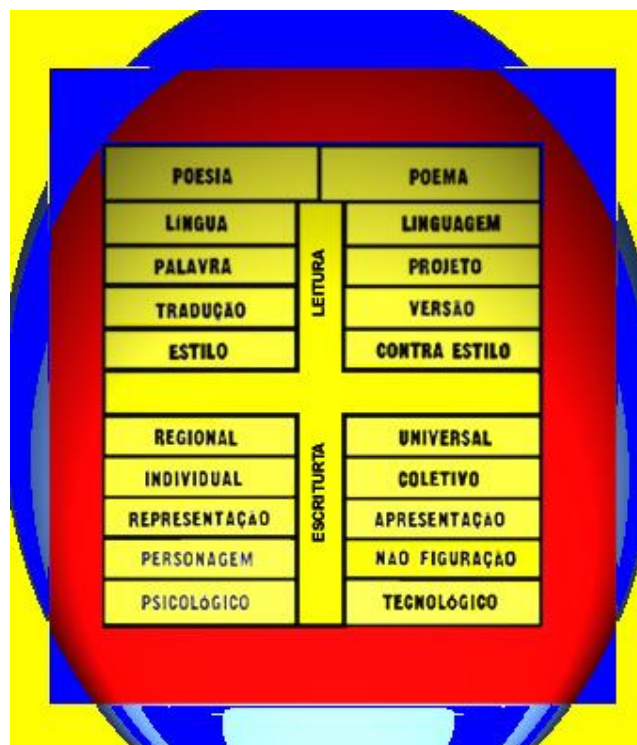 POESIA POEMA
LÍNGUA LINGUAGEM
PALAVRA PROJETO
LEITURA
TRADUÇÃO VERSÃO
ESTILO CONTRA ESTILO
REGIONAL UNIVERSAL
INDIVIDUAL COLETIVO
ESCRITURTA
REPRESENTAÇÃO APRESENTAÇÃO
PERSONAGEM NÃO FIGURAÇÃO
PSICOLÓGICO TECNOLÓGICO